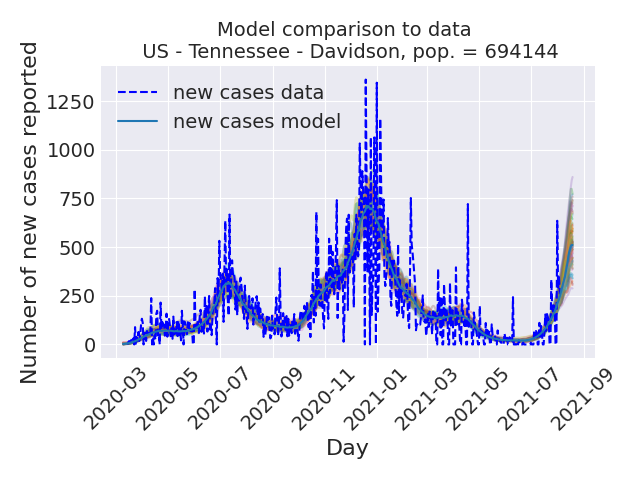 Model comparison to data
US - Tennessee - Davidson, pop. = 694144
new cases data
new cases model
Number of new cases reported
1250
1000
750
500
250
0
2020-03
2020-05
2020-07
2020-09
2020-11
2021-01
2021-03
2021-05
2021-07
2021-09
Day